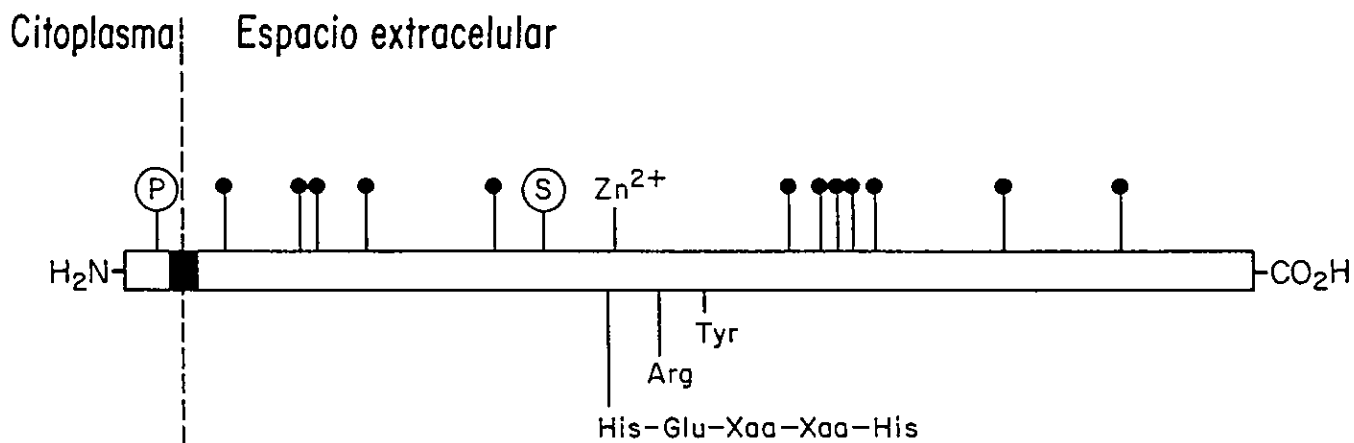 Citoplasma Espacio extracelular
P S Zn2+
H2N CO2H
Tyr
Arg
His-Glu-Xaa-Xaa-His